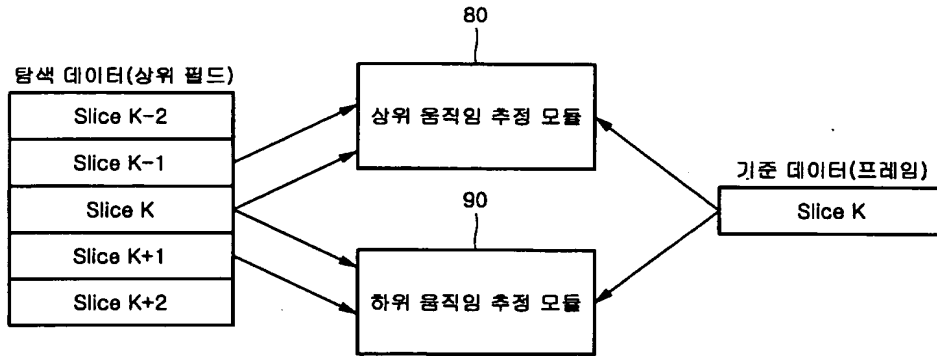 80
탐색 데이터(상위 필드)
Slice K-2
Slice K-1
Slice K
Slice K+1
Slice K+2
상위 움직임 추정 모듈
90
하위 움직임 추정 모듈
기준 데이터(프레임)
Slice K